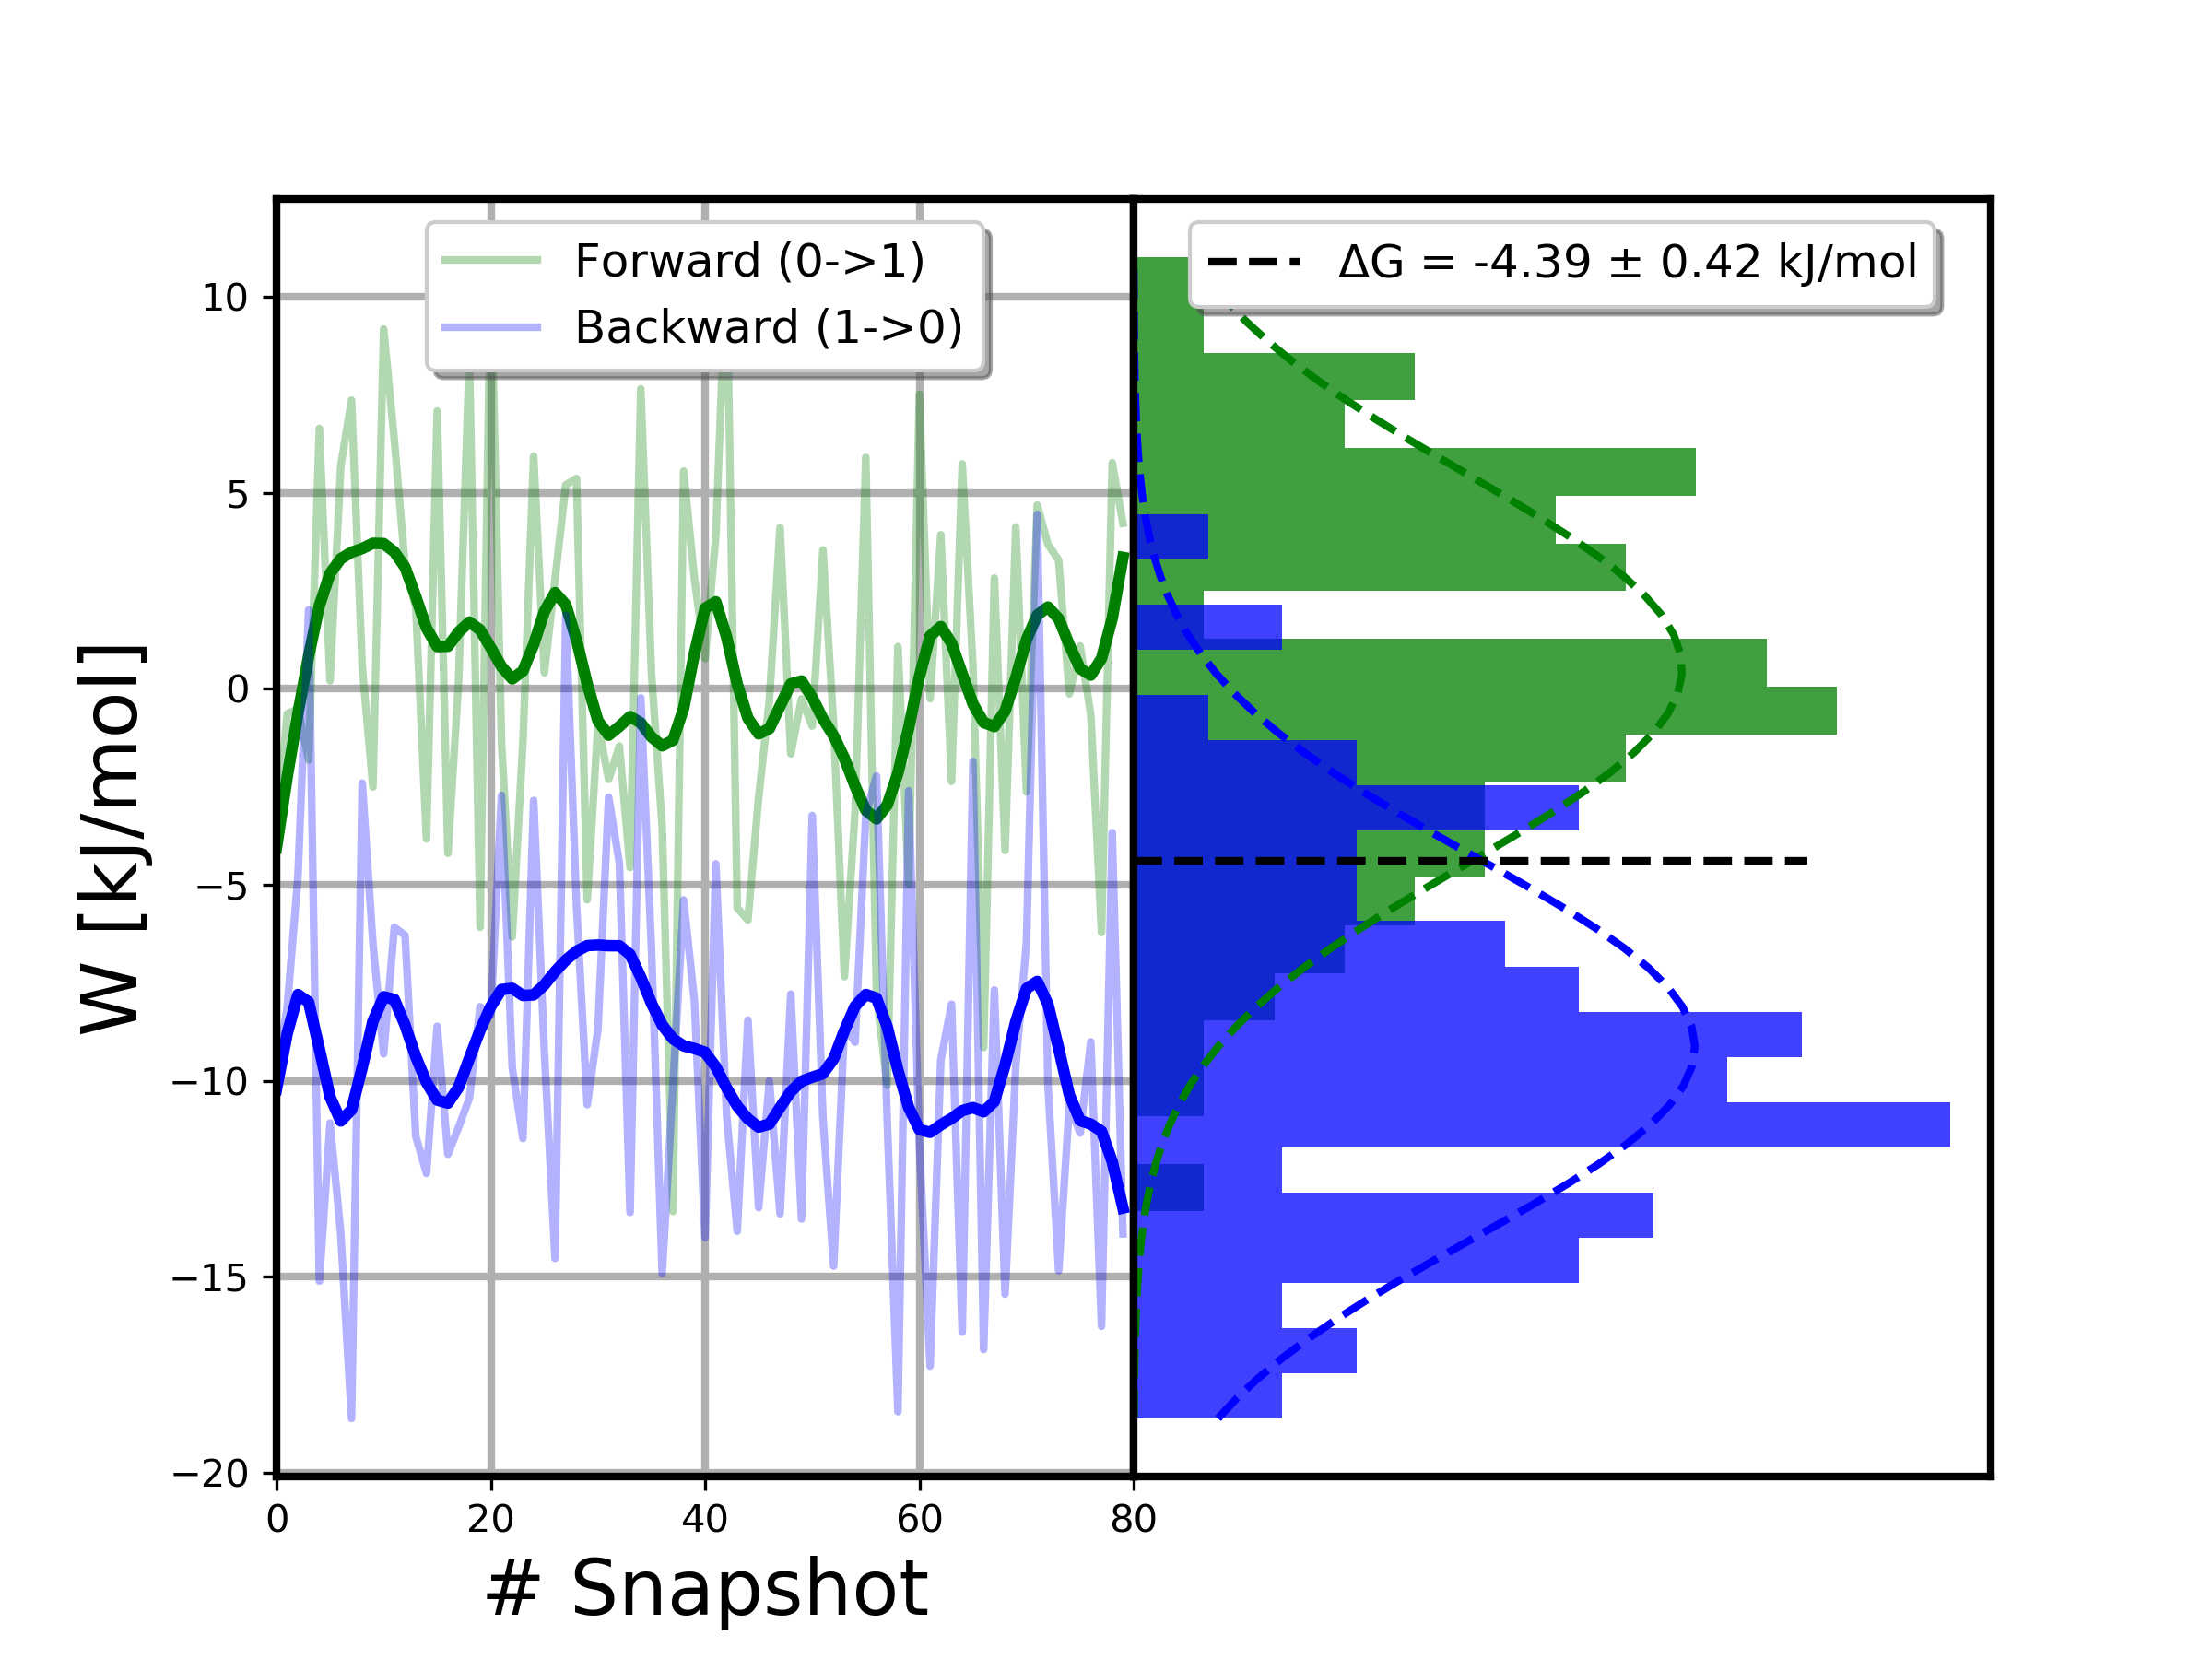 Forward (0->1)
Backward (1->0)
ΔG = -4.39 ± 0.42 kJ/mol
W [kJ/mol]
10
5
0
−5
−10
−15
−20
0 20 40 60 80
# Snapshot